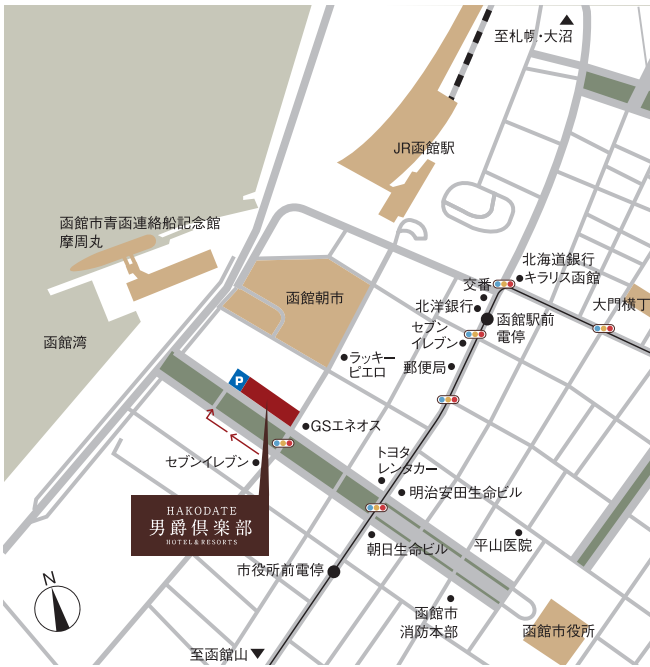 至札幌・大沼
JR函館駅
函館市青函連絡船記念館
摩周丸
北海道銀行
キラリス函館
交番
北洋銀行
大門横丁
函館朝市
函館駅前
電停
セブン
イレブン
函館湾
ラッキー
ピエロ
郵便局
P
GSエネオス
セブンイレブン
トヨタ
レンタカー
明治安田生命ビル
HAKODATE
男爵倶楽部
HOTEL & RESORTS
朝日生命ビル
平山医院
市役所前電停
N
函館市
消防本部
函館市役所
至函館山